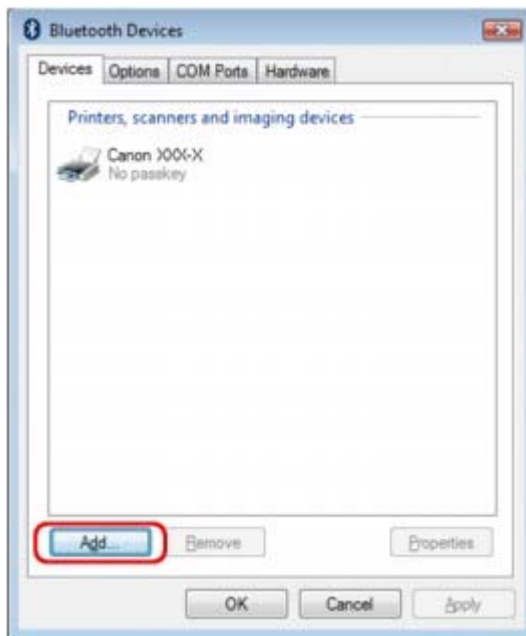 Bluetooth Devices
Devices Options COM Ports Hardware
Printers, scanners and imaging devices
Canon XXX-X
No passkey
Add... Remove Properties
OK Cancel Apply